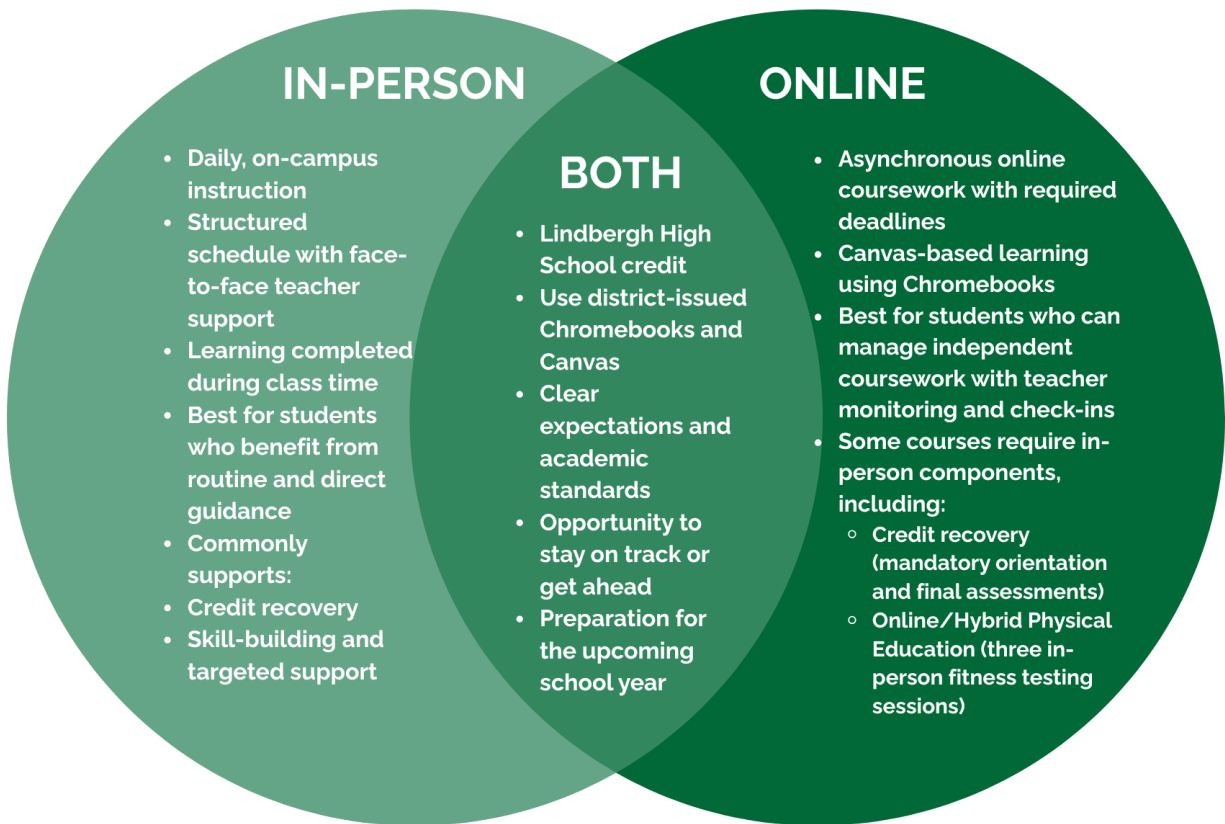 IN-PERSON
• Daily, on-campus
instruction
• Structured
schedule with face-
to-face teacher
support
• Learning completed
during class time
• Best for students
who benefit from
routine and direct
guidance
• Commonly
supports:
• Credit recovery
• Skill-building and
targeted support
BOTH
• Lindbergh High
School credit
• Use district-issued
Chromebooks and
Canvas
• Clear
expectations and
academic
standards
• Opportunity to
stay on track or
get ahead
• Preparation for
the upcoming
school year
ONLINE
• Asynchronous online
coursework with required
deadlines
• Canvas-based learning
using Chromebooks
• Best for students who can
manage independent
coursework with teacher
monitoring and check-ins
• Some courses require in-
person components,
including:
◦ Credit recovery
(mandatory orientation
and final assessments)
◦ Online/Hybrid Physical
Education (three in-
person fitness testing
sessions)